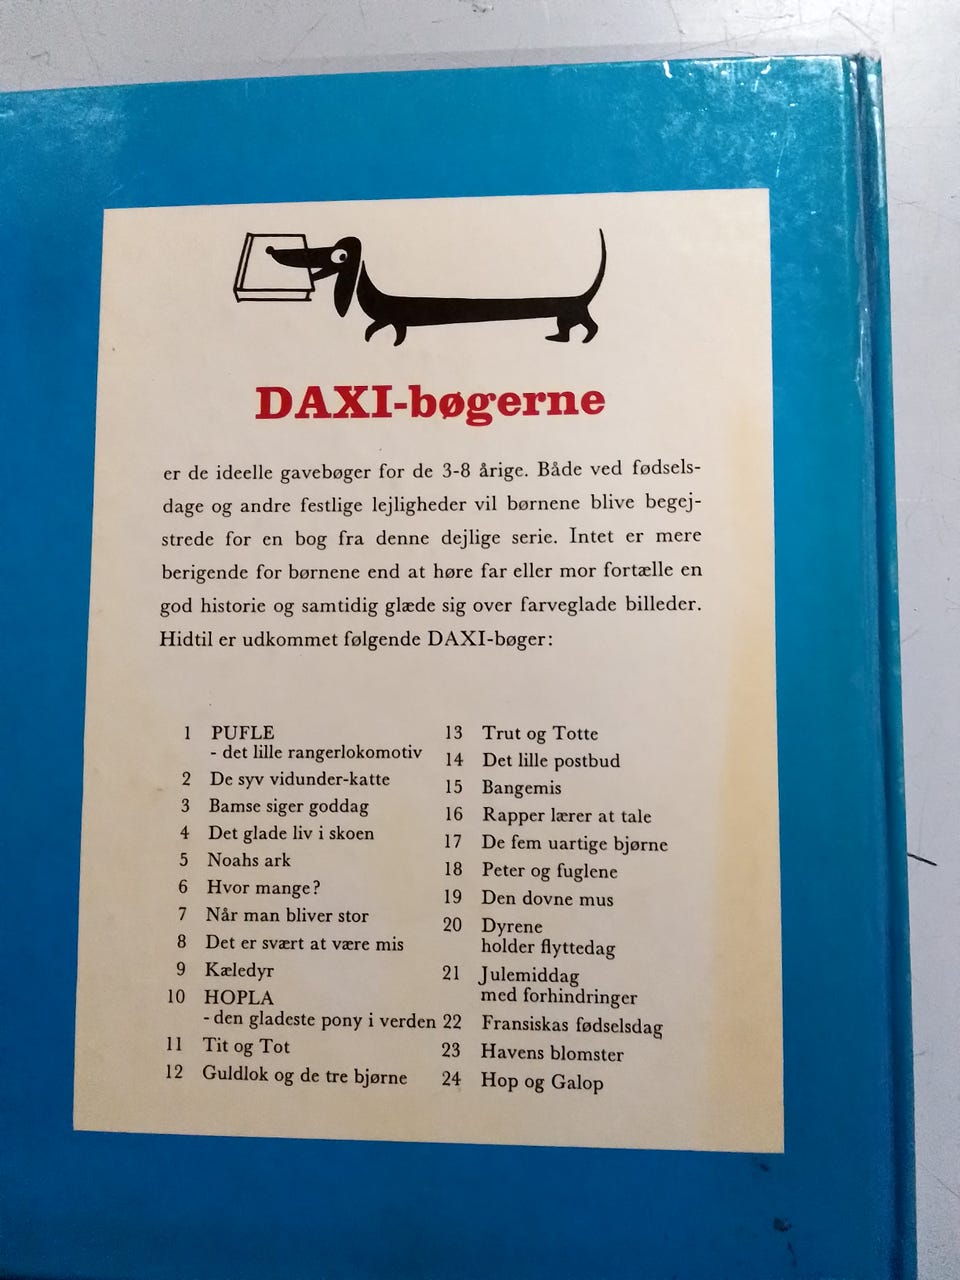 DAXI-bøgerne
er de ideelle gavebøger for de 3-8 årige. Både ved fødsels-
dage og andre festlige lejligheder vil børnene blive begej-
strede for en bog fra denne dejlige serie. Intet er mere
berigende for børnene end at høre far eller mor fortælle en
god historie og samtidig glæde sig over farveglade billeder.
Hidtil er udkommet følgende DAXI-bøger:
1 PUFLE
- det lille rangerlokomotiv
2 De syv vidunder-katte
3 Bamse siger goddag
4 Det glade liv i skoen
5 Noahs ark
6 Hvor mange?
7 Når man bliver stor
8 Det er svært at være mis
9 Kæledyr
10 HOPLA
- den gladeste pony i verden
11 Tit og Tot
12 Guldlok og de tre bjørne
13 Trut og Totte
14 Det lille postbud
15 Bangemis
16 Rapper lærer at tale
17 De fem uartige bjørne
18 Peter og fuglene
19 Den dovne mus
20 Dyrene
holder flyttedag
21 Julemiddag
med forhindringer
22 Fransiskas fødselsdag
23 Havens blomster
24 Hop og Galop